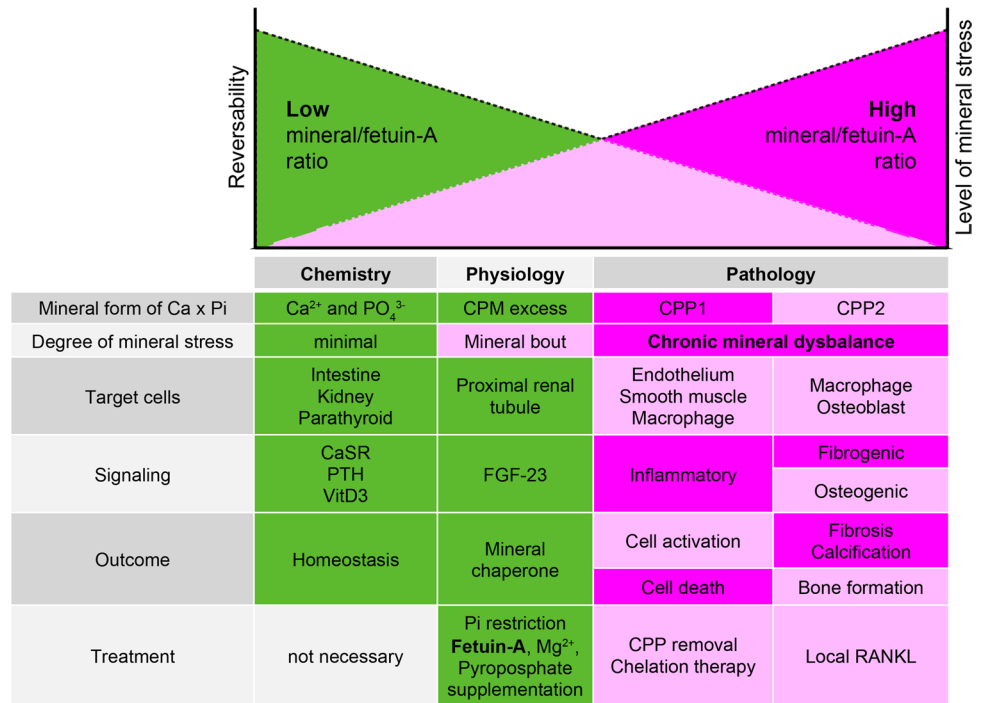 Reversability
Low
mineral/fetuin-A
ratio
High
mineral/fetuin-A
ratio
Level of mineral stress
Chemistry
Physiology
Pathology
Mineral form of Ca x Pi
Ca²⁺ and PO₄³⁻
CPM excess
CPP1
CPP2
Degree of mineral stress
minimal
Mineral bout
Chronic mineral dysbalance
Target cells
Intestine
Kidney
Parathyroid
Proximal renal
tubule
Endothelium
Smooth muscle
Macrophage
Macrophage
Osteoblast
Signaling
CaSR
PTH
VitD3
FGF-23
Inflammatory
Fibrogenic
Osteogenic
Outcome
Homeostasis
Mineral
chaperone
Cell activation
Cell death
Fibrosis
Calcification
Bone formation
Treatment
not necessary
Pi restriction
Fetuin-A, Mg²⁺,
Pyroposphate
supplementation
CPP removal
Chelation therapy
Local RANKL